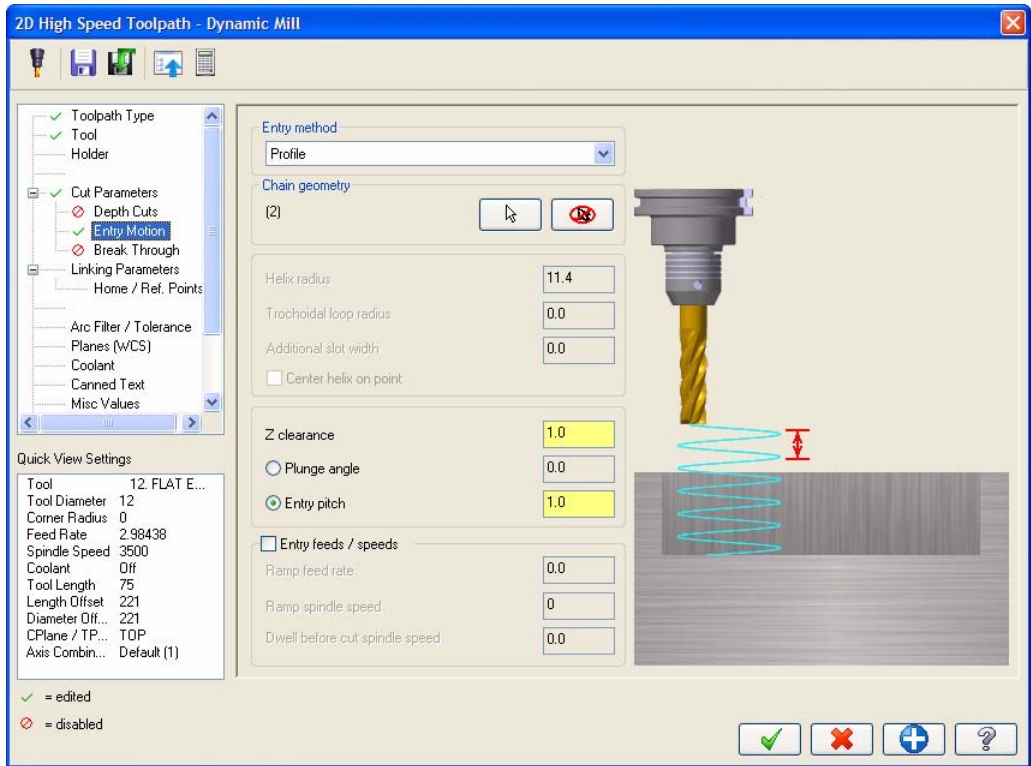 2D High Speed Toolpath - Dynamic Mill
Toolpath Type
Tool
Holder
Cut Parameters
Depth Cuts
Entry Motion
Break Through
Linking Parameters
Home / Ref. Points
Arc Filter / Tolerance
Planes (WCS)
Coolant
Canned Text
Misc Values
Quick View Settings
Tool 12. FLAT E...
Tool Diameter 12
Corner Radius 0
Feed Rate 2.98438
Spindle Speed 3500
Coolant Off
Tool Length 75
Length Offset 221
Diameter Off... 221
CPlane / TP... TOP
Axis Combin... Default (1)
= edited
= disabled
Entry method
Profile
Chain geometry
(2)
Helix radius 11.4
Trochoidal loop radius 0.0
Additional slot width 0.0
Center helix on point
Z clearance 1.0
Plunge angle 0.0
Entry pitch 1.0
Entry feeds / speeds
Ramp feed rate 0.0
Ramp spindle speed 0
Dwell before cut spindle speed 0.0